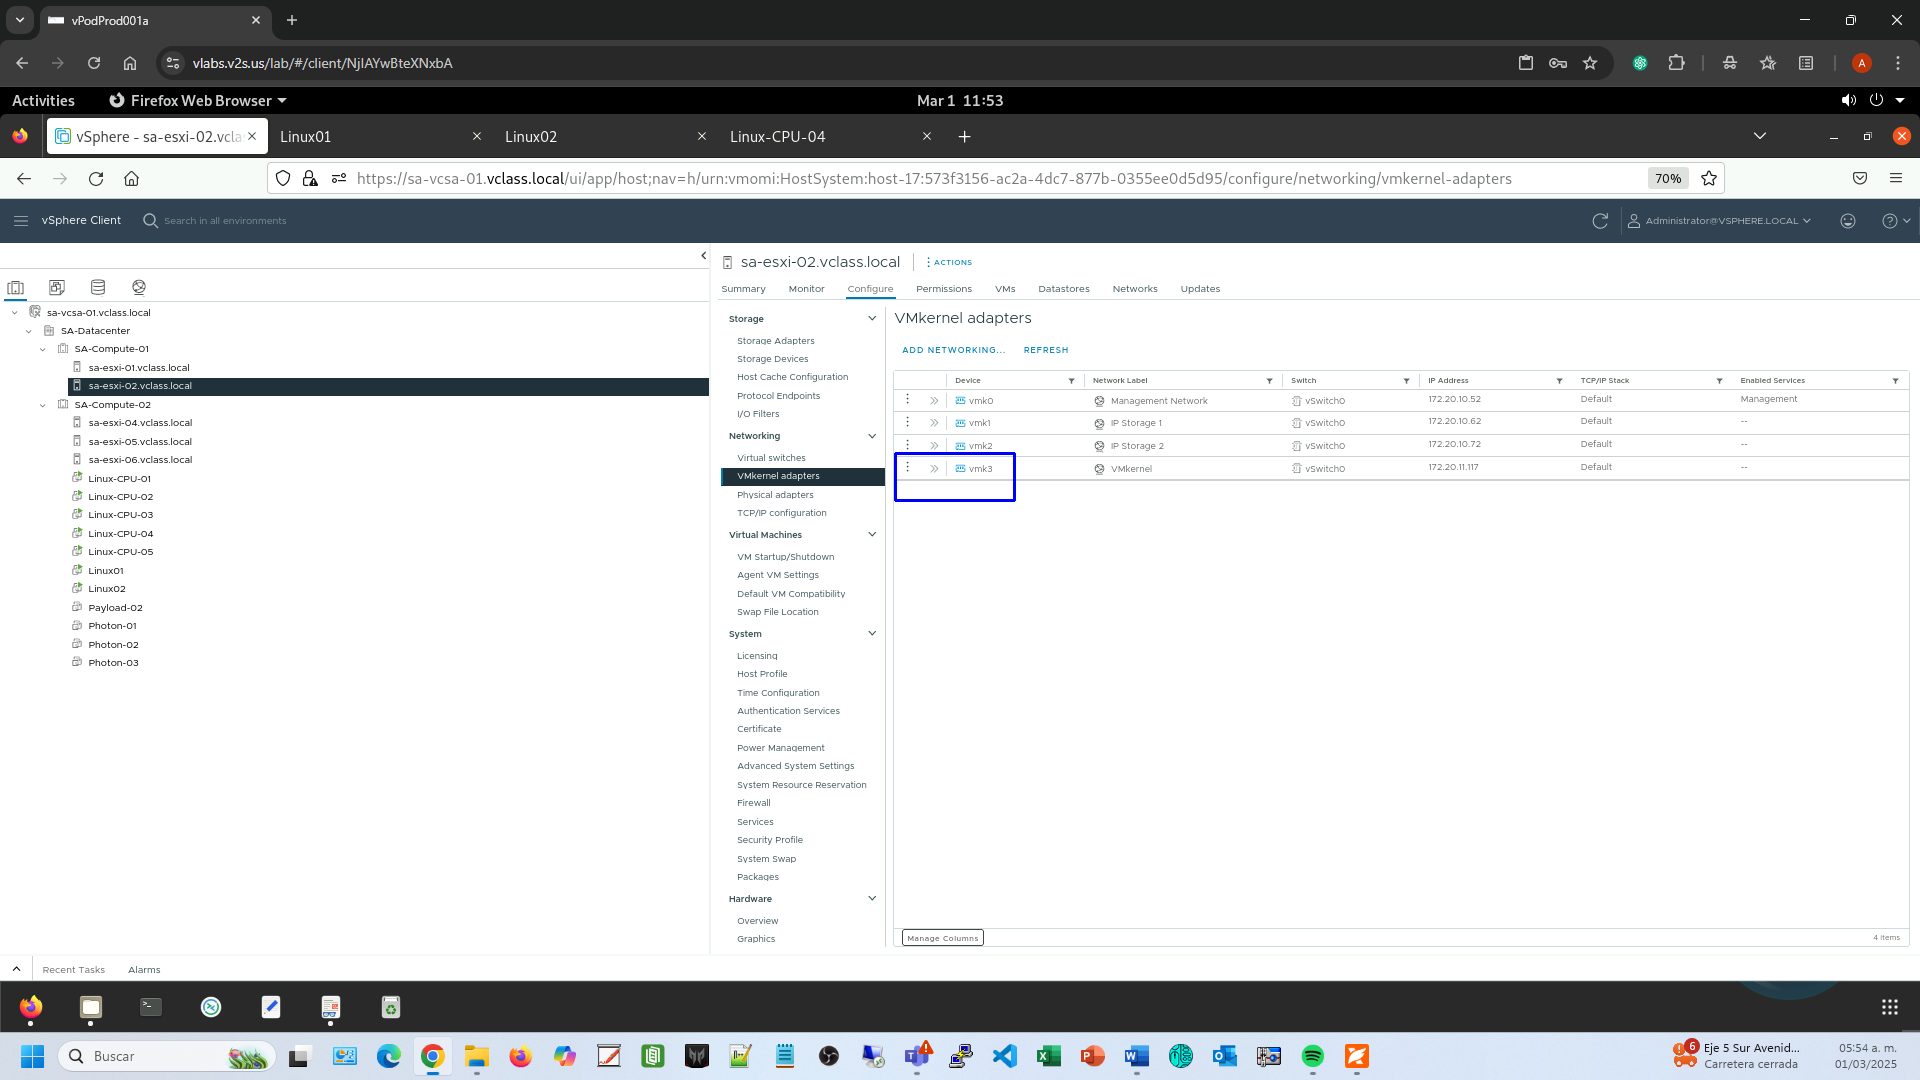 vPodProd001a
vlabs.v2s.us/lab/#/client/NjIAYwBteXNxbA
A
Activities
Firefox Web Browser
Mar 1 11:53
vSphere - sa-esxi-02.vcla
Linux01
Linux02
Linux-CPU-04
https://sa-vcsa-01.vclass.local/ui/app/host;nav=h/urn:vmomi:HostSystem:host-17:573f3156-ac2a-4dc7-877b-0355ee0d5d95/configure/networking/vmkernel-adapters
70%
vSphere Client
Search in all environments
Administrator@VSPHERE.LOCAL
sa-vcsa-01.vclass.local
SA-Datacenter
SA-Compute-01
sa-esxi-01.vclass.local
sa-esxi-02.vclass.local
SA-Compute-02
sa-esxi-04.vclass.local
sa-esxi-05.vclass.local
sa-esxi-06.vclass.local
Linux-CPU-01
Linux-CPU-02
Linux-CPU-03
Linux-CPU-04
Linux-CPU-05
Linux01
Linux02
Payload-02
Photon-01
Photon-02
Photon-03
sa-esxi-02.vclass.local
ACTIONS
Summary Monitor Configure Permissions VMs Datastores Networks Updates
Storage
Storage Adapters
Storage Devices
Host Cache Configuration
Protocol Endpoints
I/O Filters
Networking
Virtual switches
VMkernel adapters
Physical adapters
TCP/IP configuration
Virtual Machines
VM Startup/Shutdown
Agent VM Settings
Default VM Compatibility
Swap File Location
System
Licensing
Host Profile
Time Configuration
Authentication Services
Certificate
Power Management
Advanced System Settings
System Resource Reservation
Firewall
Services
Security Profile
System Swap
Packages
Hardware
Overview
Graphics
VMkernel adapters
ADD NETWORKING... REFRESH
Device Network Label Switch IP Address TCP/IP Stack Enabled Services
vmk0 Management Network vSwitch0 172.20.10.52 Default Management
vmk1 IP Storage 1 vSwitch0 172.20.10.62 Default --
vmk2 IP Storage 2 vSwitch0 172.20.10.72 Default --
vmk3 VMkernel vSwitch0 172.20.11.117 Default --
Manage Columns
4 items
Recent Tasks Alarms
Buscar
6
Eje 5 Sur Avenid...
Carretera cerrada
05:54 a. m.
01/03/2025